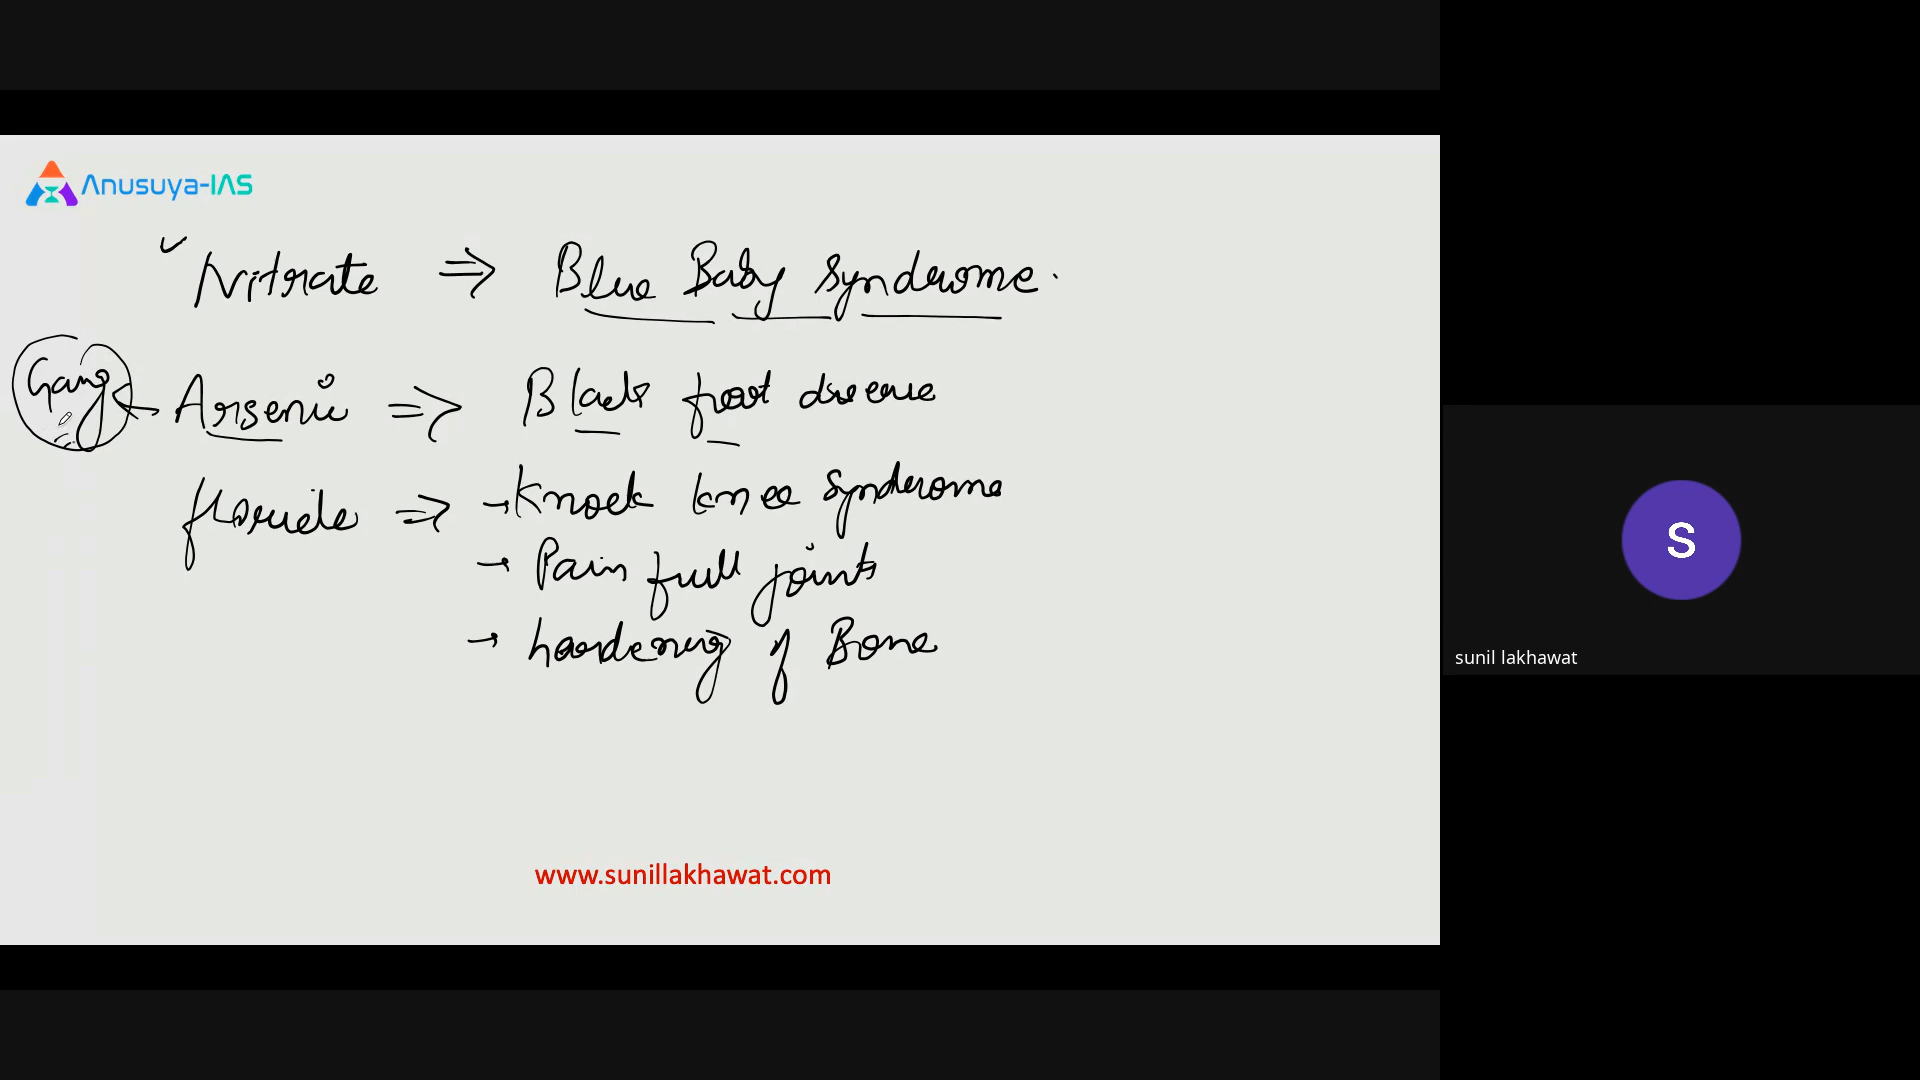 Anusuya-IAS
Nitrate ⇒ Blue Baby Syndrome.
Ganga ← Arsenic ⇒ Black foot disease
floride ⇒ → Knock knee Syndrome
→ Pain full joints
→ hardening of Bone
www.sunillakhawat.com
S
sunil lakhawat